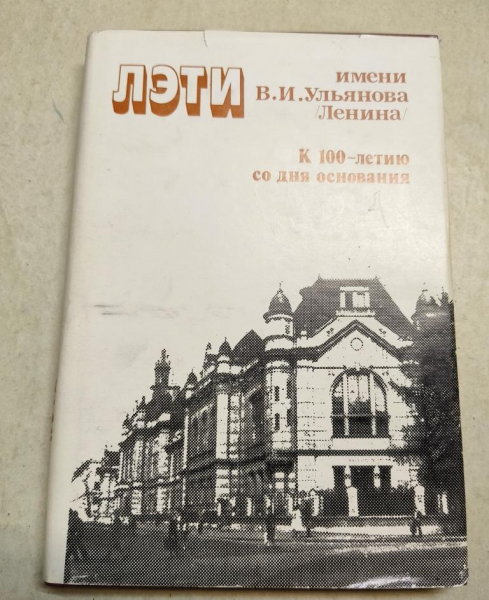 ЛЭТИ
имени
В.И.Ульянова
/Ленина/
К 100-летию
со дня основания